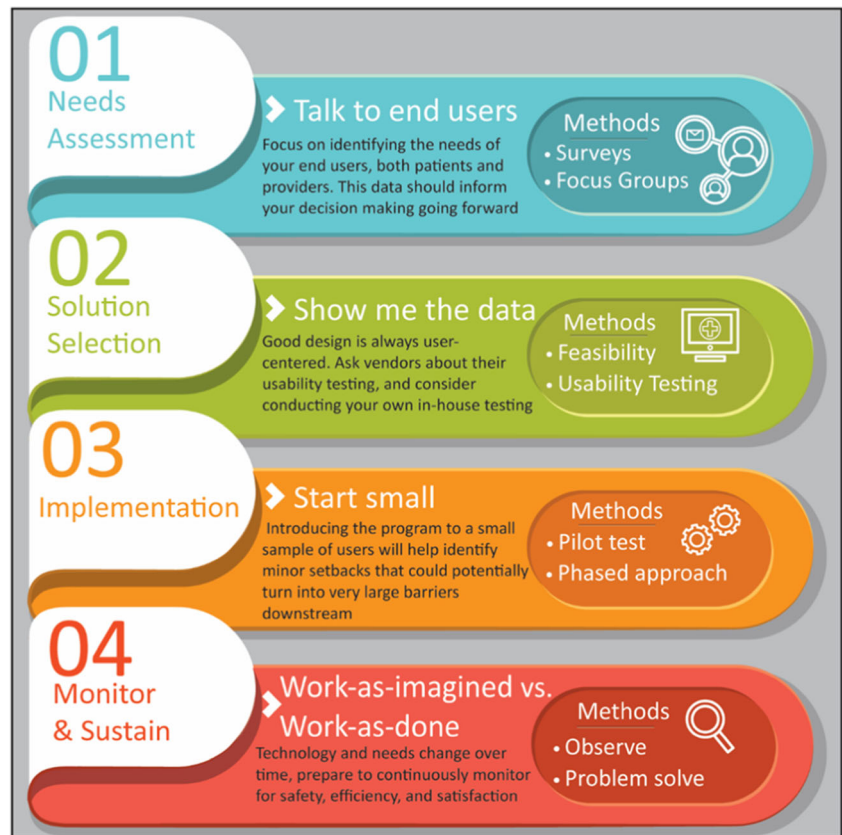 01
Needs
Assessment
Talk to end users
Focus on identifying the needs of
your end users, both patients and
providers. This data should inform
your decision making going forward
Methods
• Surveys
• Focus Groups
02
Solution
Selection
Show me the data
Good design is always user-
centered. Ask vendors about their
usability testing, and consider
conducting your own in-house testing
Methods
• Feasibility
• Usability Testing
03
Implementation
Start small
Introducing the program to a small
sample of users will help identify
minor setbacks that could potentially
turn into very large barriers
downstream
Methods
• Pilot test
• Phased approach
04
Monitor
& Sustain
Work-as-imagined vs.
Work-as-done
Technology and needs change over
time, prepare to continuously monitor
for safety, efficiency, and satisfaction
Methods
• Observe
• Problem solve